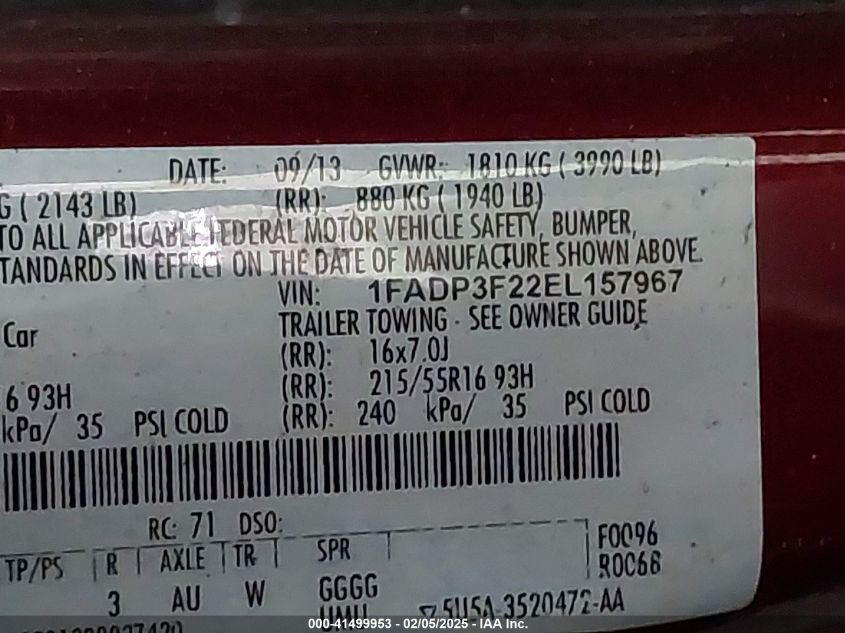 DATE: 09/13 GVWR: 1810 KG ( 3990 LB)
G ( 2143 LB) (RR): 880 KG ( 1940 LB)
TO ALL APPLICABLE FEDERAL MOTOR VEHICLE SAFETY, BUMPER,
TANDARDS IN EFFECT ON THE DATE OF MANUFACTURE SHOWN ABOVE.
VIN: 1FADP3F22EL157967
Car TRAILER TOWING - SEE OWNER GUIDE
(RR): 16x7.0J
6 93H (RR): 215/55R16 93H
kPa/ 35 PSI COLD (RR): 240 kPa/ 35 PSI COLD
RC: 71 DSO:
TP/PS R AXLE TR SPR F0096
3 AU W GGGG R0C68
5U5A-3520472-AA
000-41499953 - 02/05/2025 - IAA Inc.